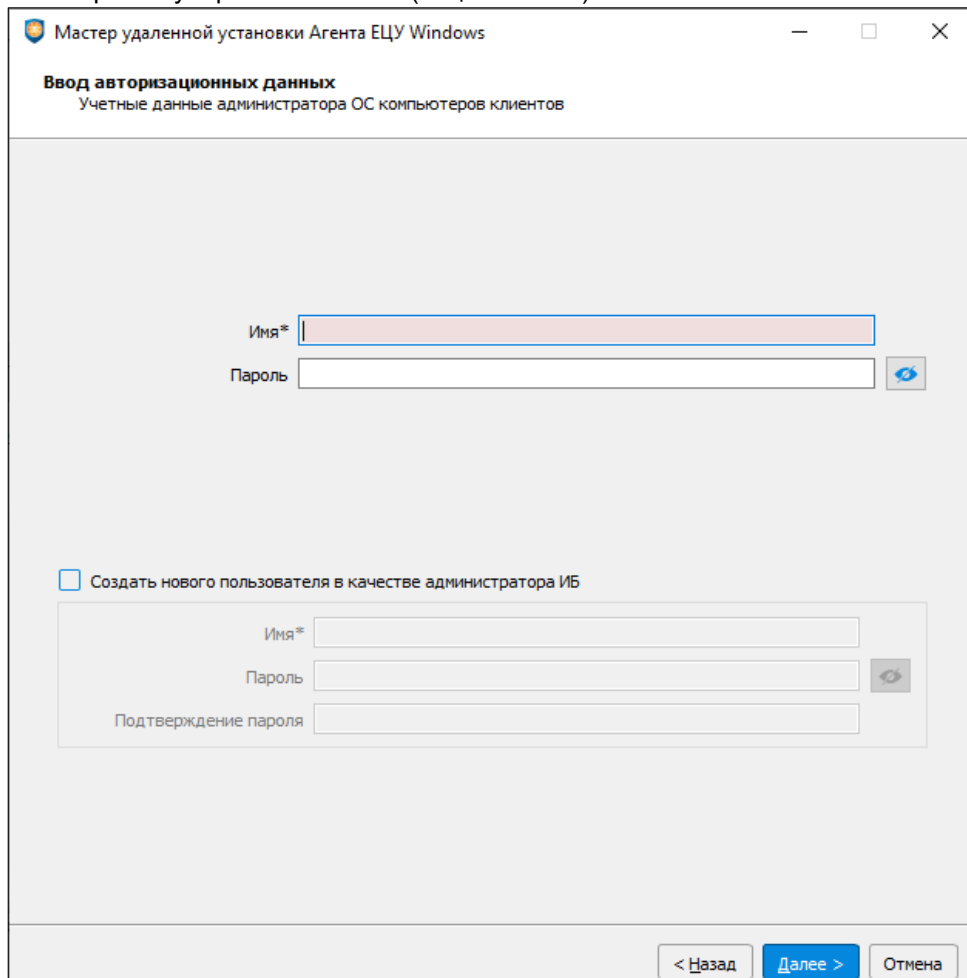 Мастер удаленной установки Агента ЕЦУ Windows
Ввод авторизационных данных
Учетные данные администратора ОС компьютеров клиентов
Имя*
Пароль
Создать нового пользователя в качестве администратора ИБ
Имя*
Пароль
Подтверждение пароля
< Назад Далее > Отмена